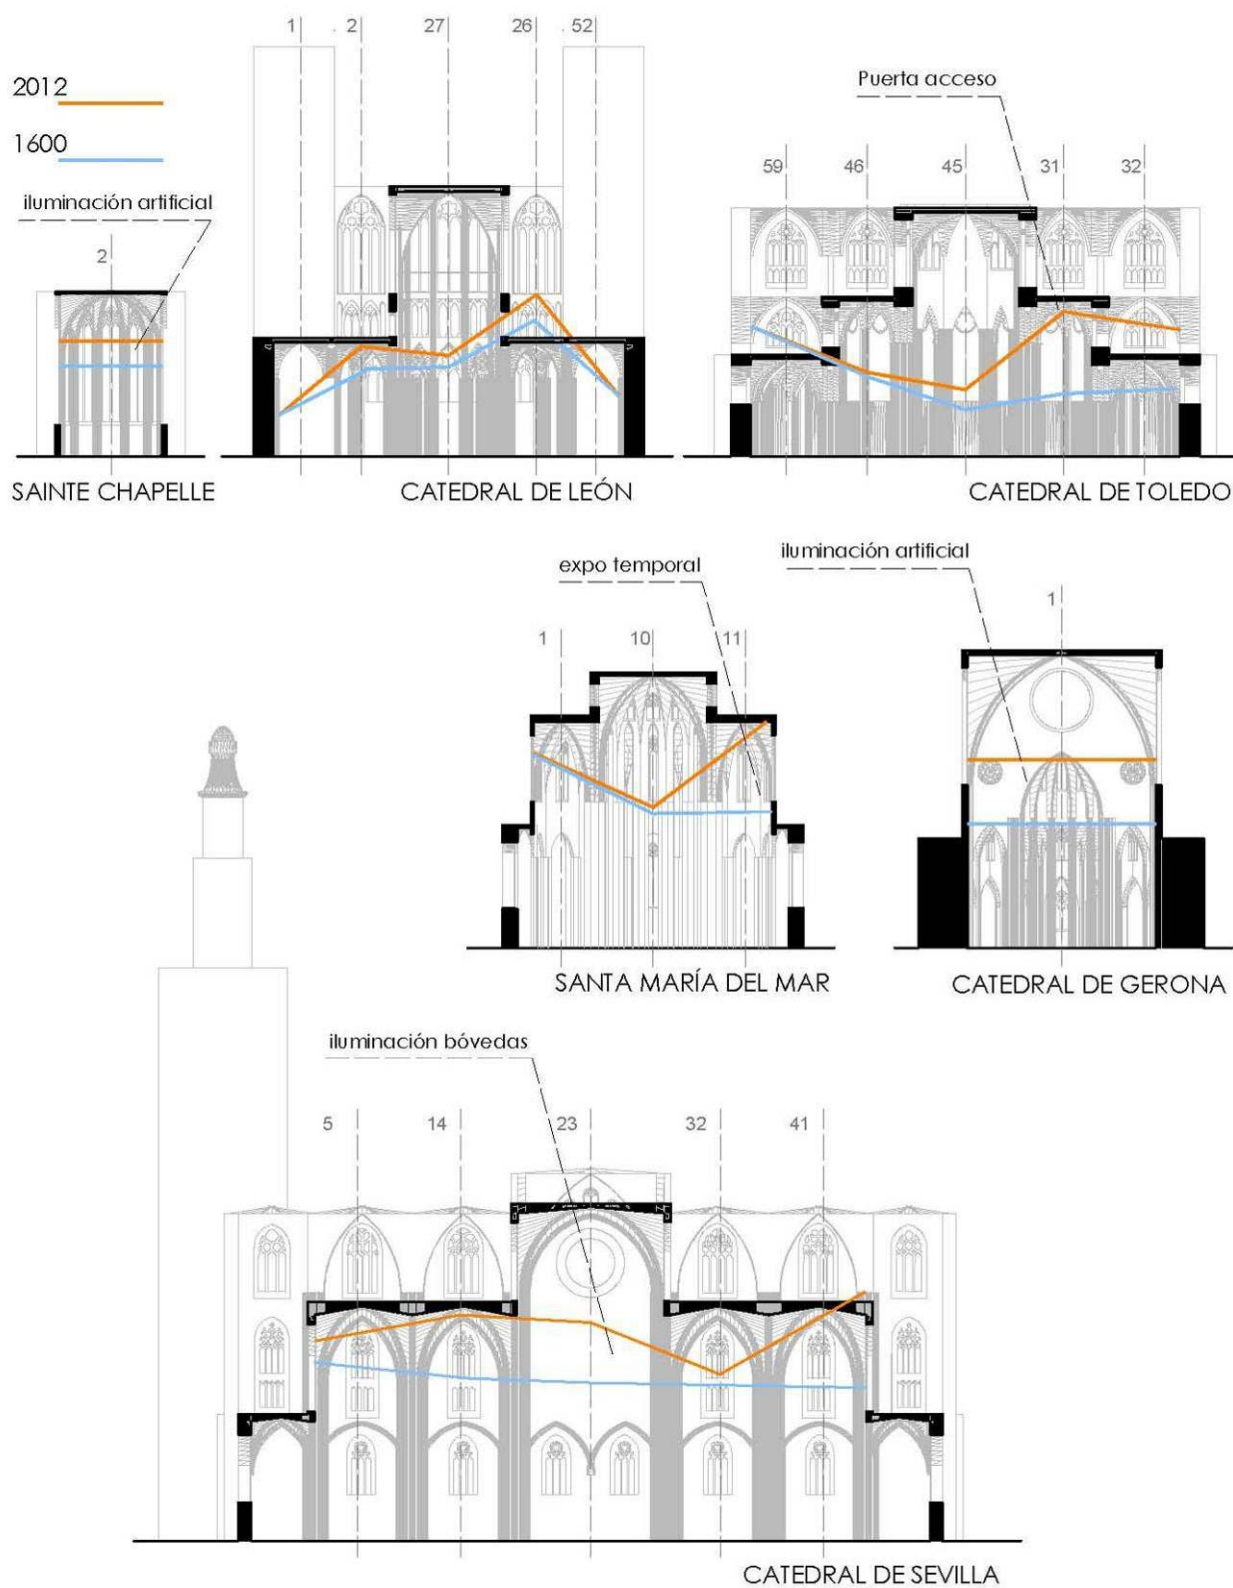 2012
1600
iluminación artificial
2
1 2 27 26 52
Puerta acceso
59 46 45 31 32
SAINTE CHAPELLE
CATEDRAL DE LEÓN
CATEDRAL DE TOLEDO
expo temporal
iluminación artificial
1 10 11
1
SANTA MARÍA DEL MAR
CATEDRAL DE GERONA
iluminación bóvedas
5 14 23 32 41
CATEDRAL DE SEVILLA